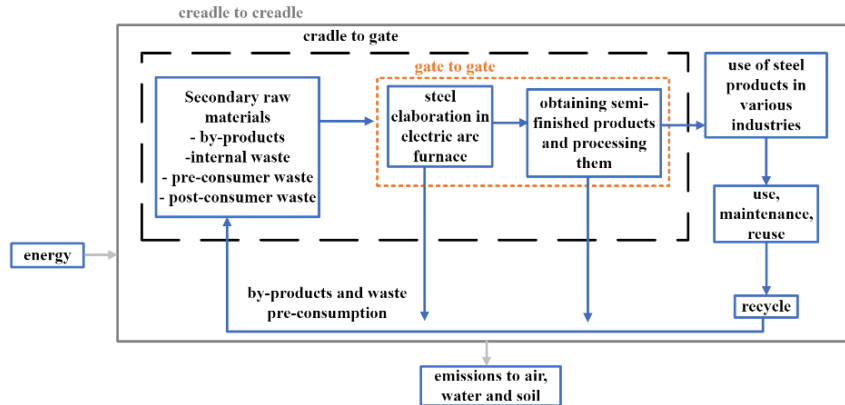 creadle to creadle
cradle to gate
gate to gate
Secondary raw
materials
- by-products
-internal waste
- pre-consumer waste
- post-consumer waste
steel
elaboration in
electric arc
furnace
obtaining semi-
finished products
and processing
them
use of steel
products in
various
industries
use,
maintenance,
reuse
energy
by-products and waste
pre-consumption
recycle
emissions to air,
water and soil